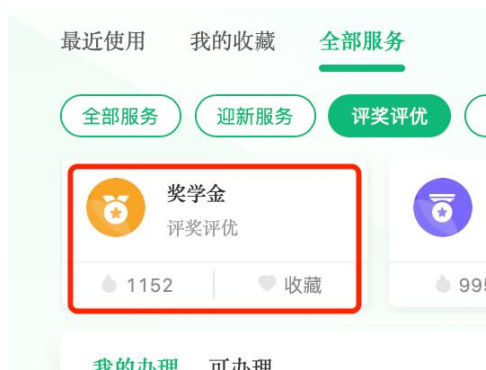 最近使用 我的收藏 全部服务
全部服务 迎新服务 评奖评优
奖学金
评奖评优
1152 收藏 995
我的办理 可办理